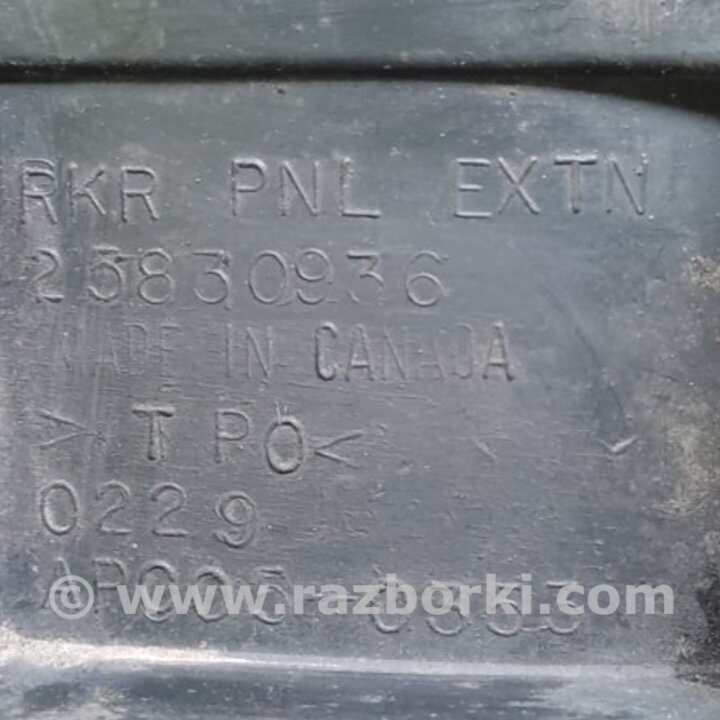 RKR PNL EXTN
25830936
MADE IN CANADA
> TPO <
0229
© www.razborki.com